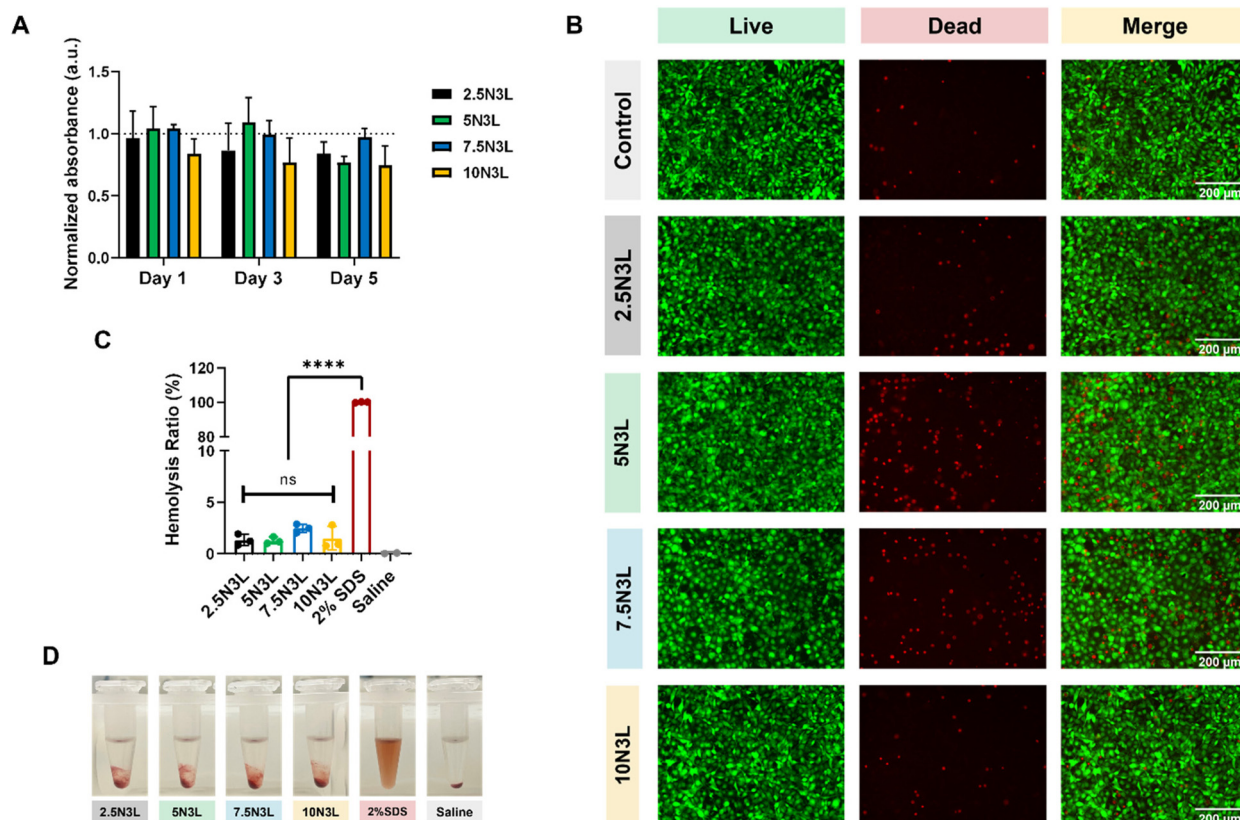 A
Normalized absorbance (a.u.)
1.5
1.0
0.5
0.0
Day 1 Day 3 Day 5
2.5N3L
5N3L
7.5N3L
10N3L
B
Live Dead Merge
Control
200 µm
2.5N3L
200 µm
5N3L
200 µm
7.5N3L
200 µm
10N3L
200 µm
C
Hemolysis Ratio (%)
120
100
80
10
5
0
****
ns
2.5N3L 5N3L 7.5N3L 10N3L 2% SDS Saline
D
2.5N3L 5N3L 7.5N3L 10N3L 2%SDS Saline